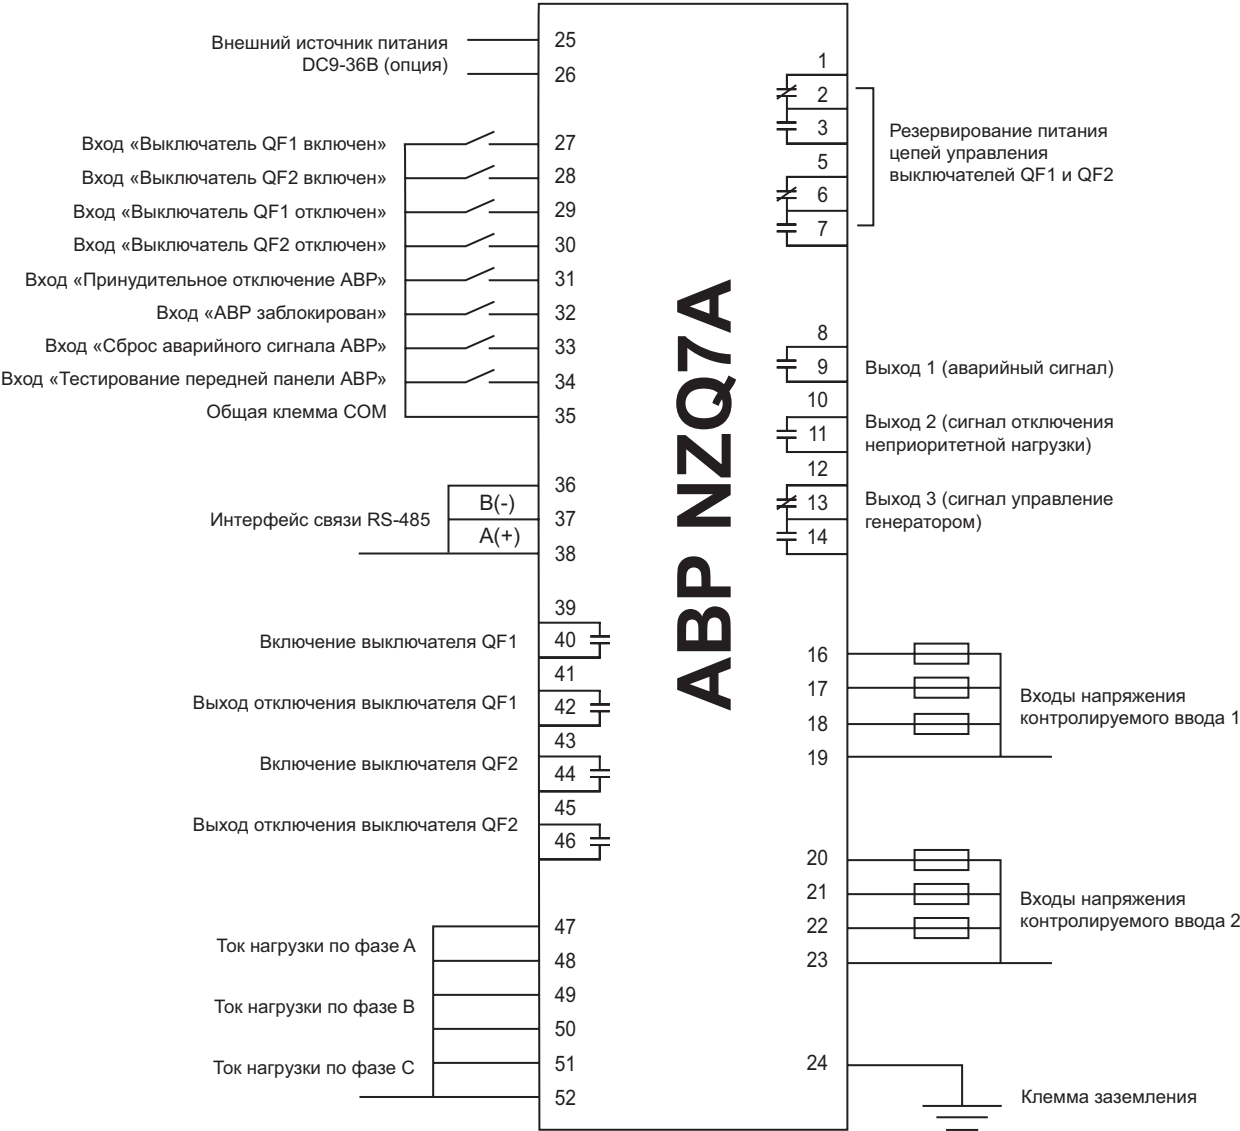 Внешний источник питания
DC9-36В (опция)
25
26
Вход «Выключатель QF1 включен»
27
Вход «Выключатель QF2 включен»
28
Вход «Выключатель QF1 отключен»
29
Вход «Выключатель QF2 отключен»
30
Вход «Принудительное отключение АВР»
31
Вход «АВР заблокирован»
32
Вход «Сброс аварийного сигнала АВР»
33
Вход «Тестирование передней панели АВР»
34
Общая клемма COM
35
36
Интерфейс связи RS-485
B(-)
37
A(+)
38
39
Включение выключателя QF1
40
41
Выход отключения выключателя QF1
42
43
Включение выключателя QF2
44
45
Выход отключения выключателя QF2
46
47
Ток нагрузки по фазе А
48
49
Ток нагрузки по фазе В
50
51
Ток нагрузки по фазе С
52
АВР NZQ7A
1
2
3
5
6
7
Резервирование питания
цепей управления
выключателей QF1 и QF2
8
9
Выход 1 (аварийный сигнал)
10
11
Выход 2 (сигнал отключения
неприоритетной нагрузки)
12
13
14
Выход 3 (сигнал управление
генератором)
16
17
18
19
Входы напряжения
контролируемого ввода 1
20
21
22
23
Входы напряжения
контролируемого ввода 2
24
Клемма заземления